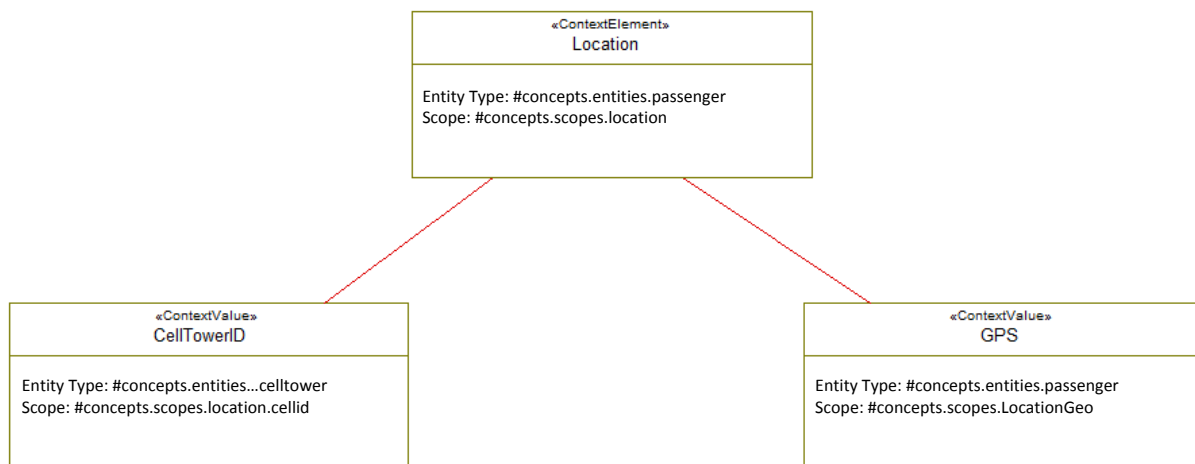 «ContextElement»
Location
Entity Type: #concepts.entities.passenger
Scope: #concepts.scopes.location
«ContextValue»
CellTowerID
Entity Type: #concepts.entities...celltower
Scope: #concepts.scopes.location.cellid
«ContextValue»
GPS
Entity Type: #concepts.entities.passenger
Scope: #concepts.scopes.LocationGeo